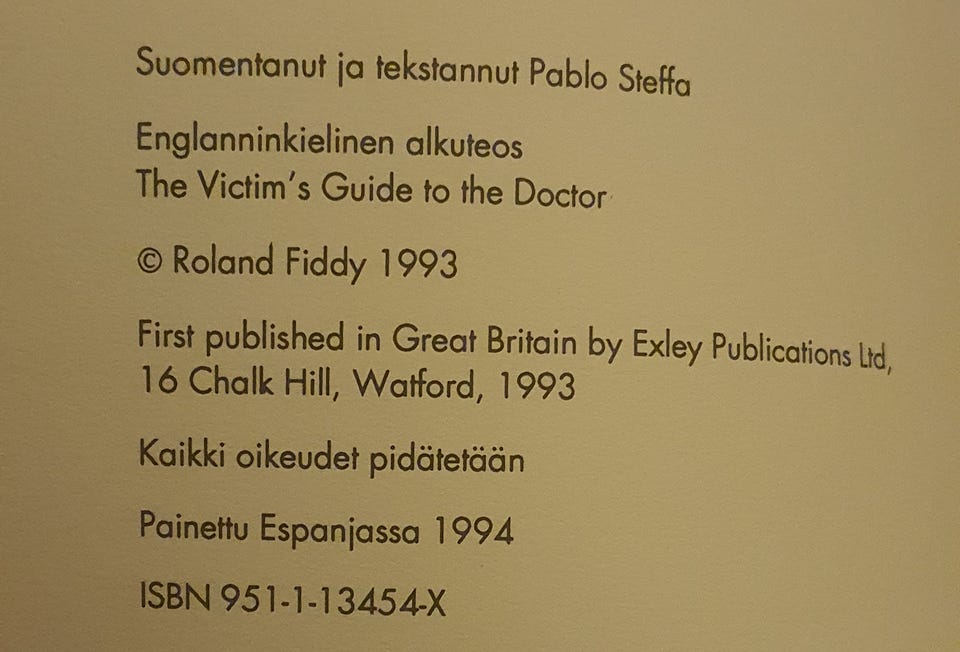 Suomentanut ja tekstannut Pablo Steffa
Englanninkielinen alkuteos
The Victim's Guide to the Doctor
© Roland Fiddy 1993
First published in Great Britain by Exley Publications Ltd,
16 Chalk Hill, Watford, 1993
Kaikki oikeudet pidätetään
Painettu Espanjassa 1994
ISBN 951-1-13454-X